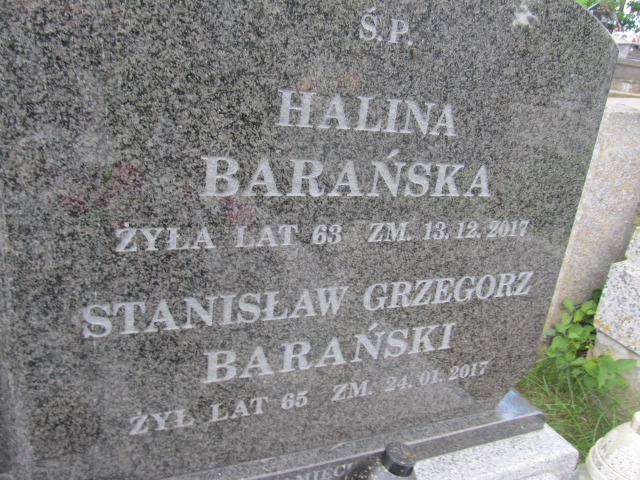 Ś.P.
HALINA
BARAŃSKA
ŻYŁA LAT 63 ZM. 13.12.2017
STANISŁAW GRZEGORZ
BARAŃSKI
ŻYŁ LAT 65 ZM. 24.01.2017